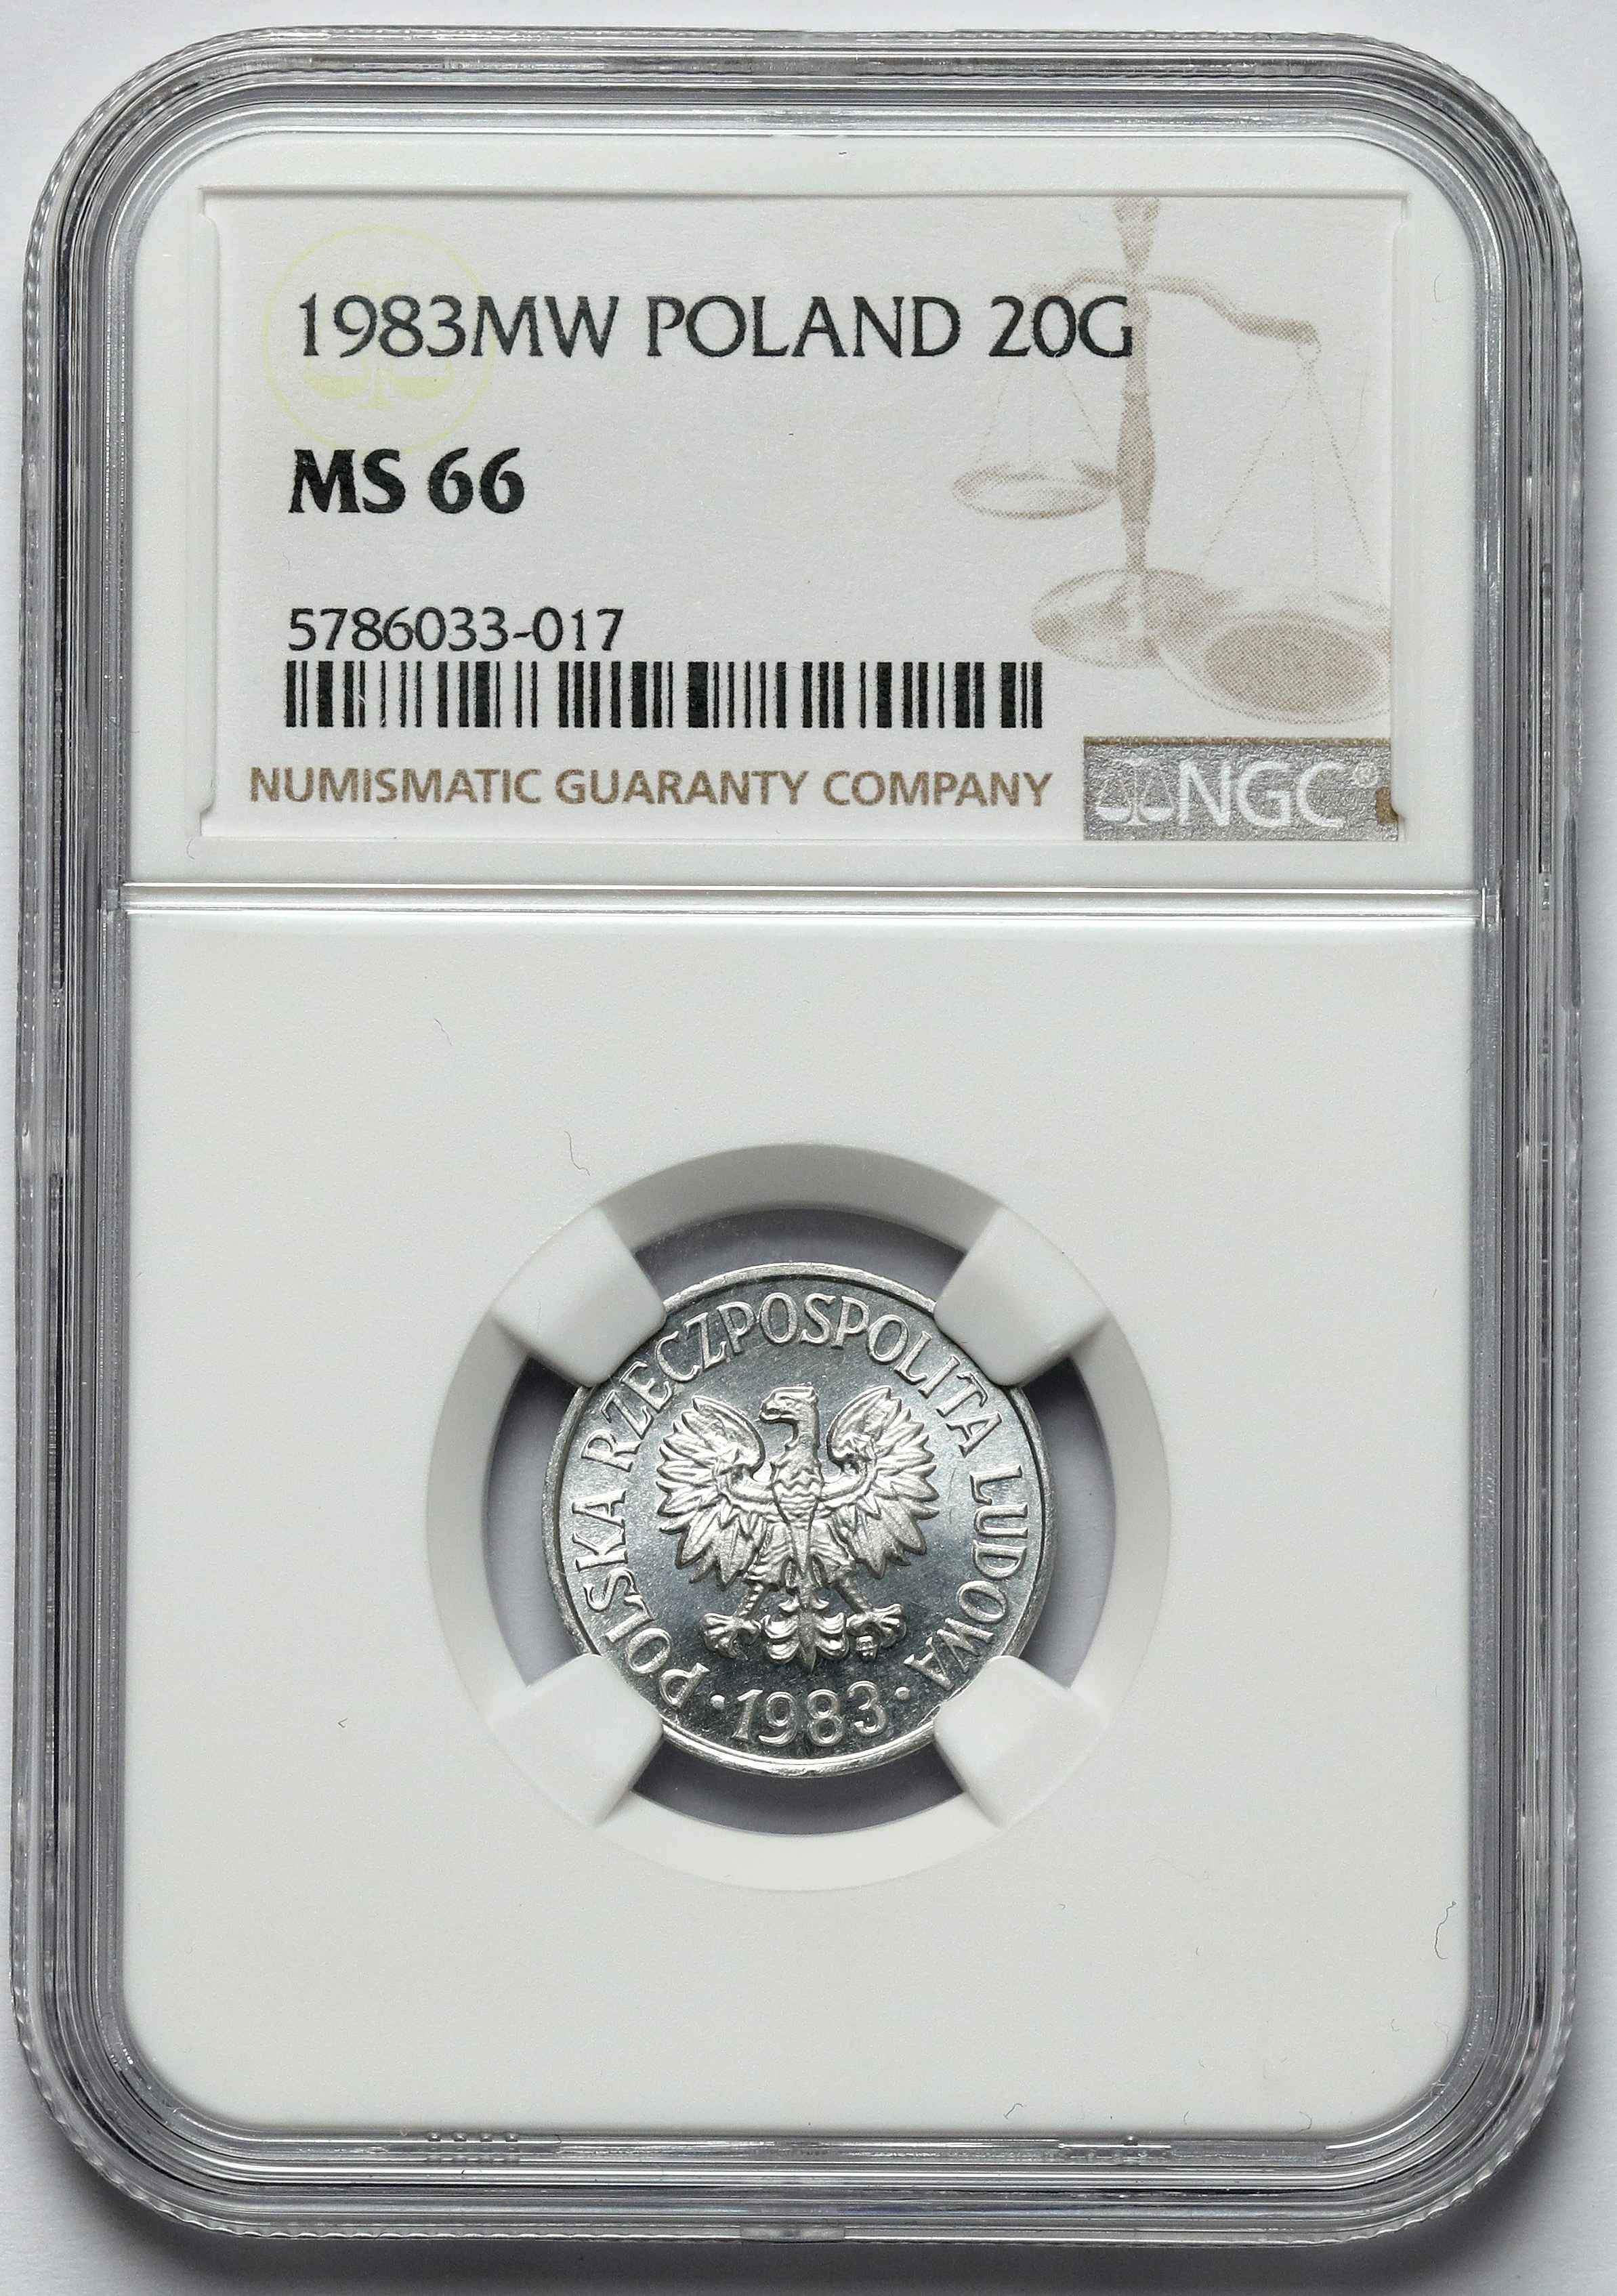 1983MW POLAND 20G
MS 66
5786033-017
NUMISMATIC GUARANTY COMPANY
NGC®
POLSKA RZECZPOSPOLITA LUDOWA
·1983·